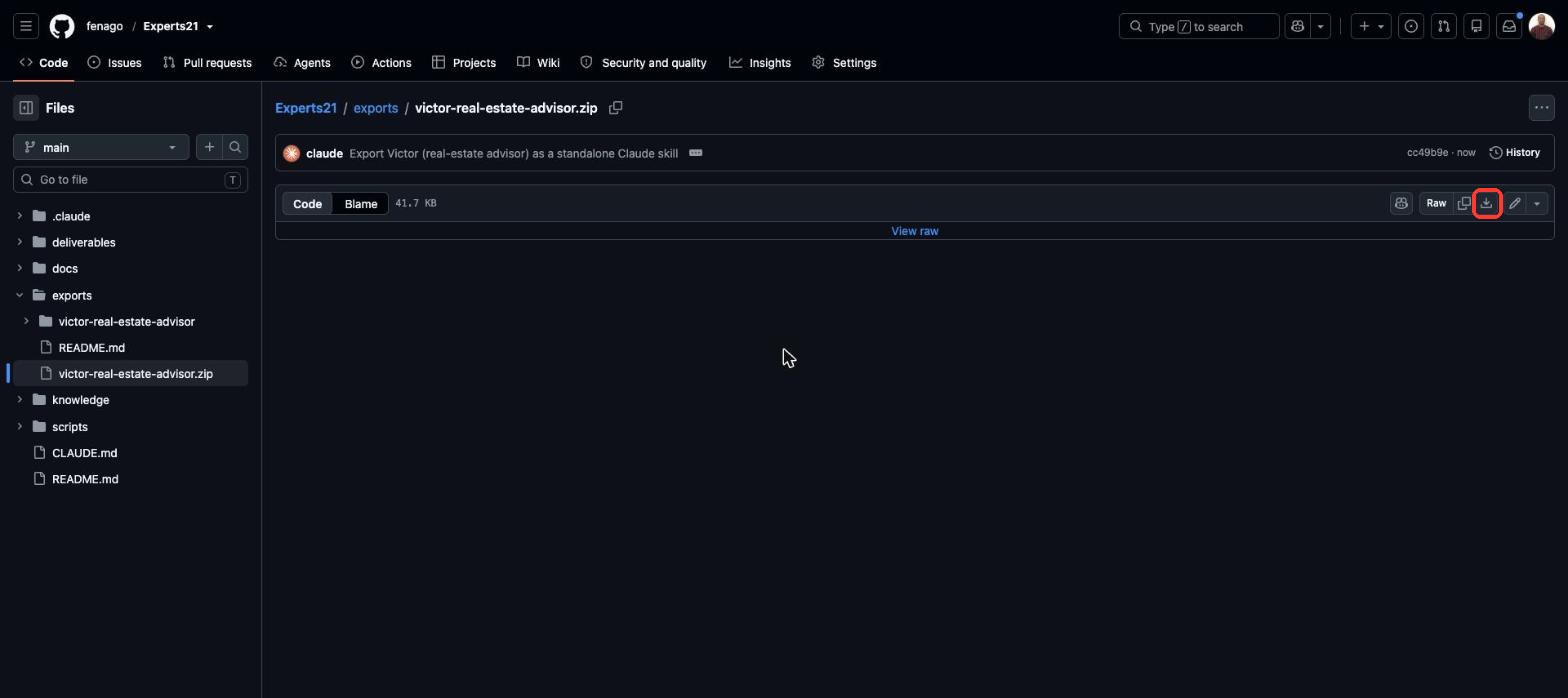 fenago / Experts21
Type / to search
Code Issues Pull requests Agents Actions Projects Wiki Security and quality Insights Settings
Files
Experts21 / exports / victor-real-estate-advisor.zip
main
claude Export Victor (real-estate advisor) as a standalone Claude skill
cc49b9e · now History
Go to file T
Code Blame 41.7 KB Raw
View raw
.claude
deliverables
docs
exports
victor-real-estate-advisor
README.md
victor-real-estate-advisor.zip
knowledge
scripts
CLAUDE.md
README.md